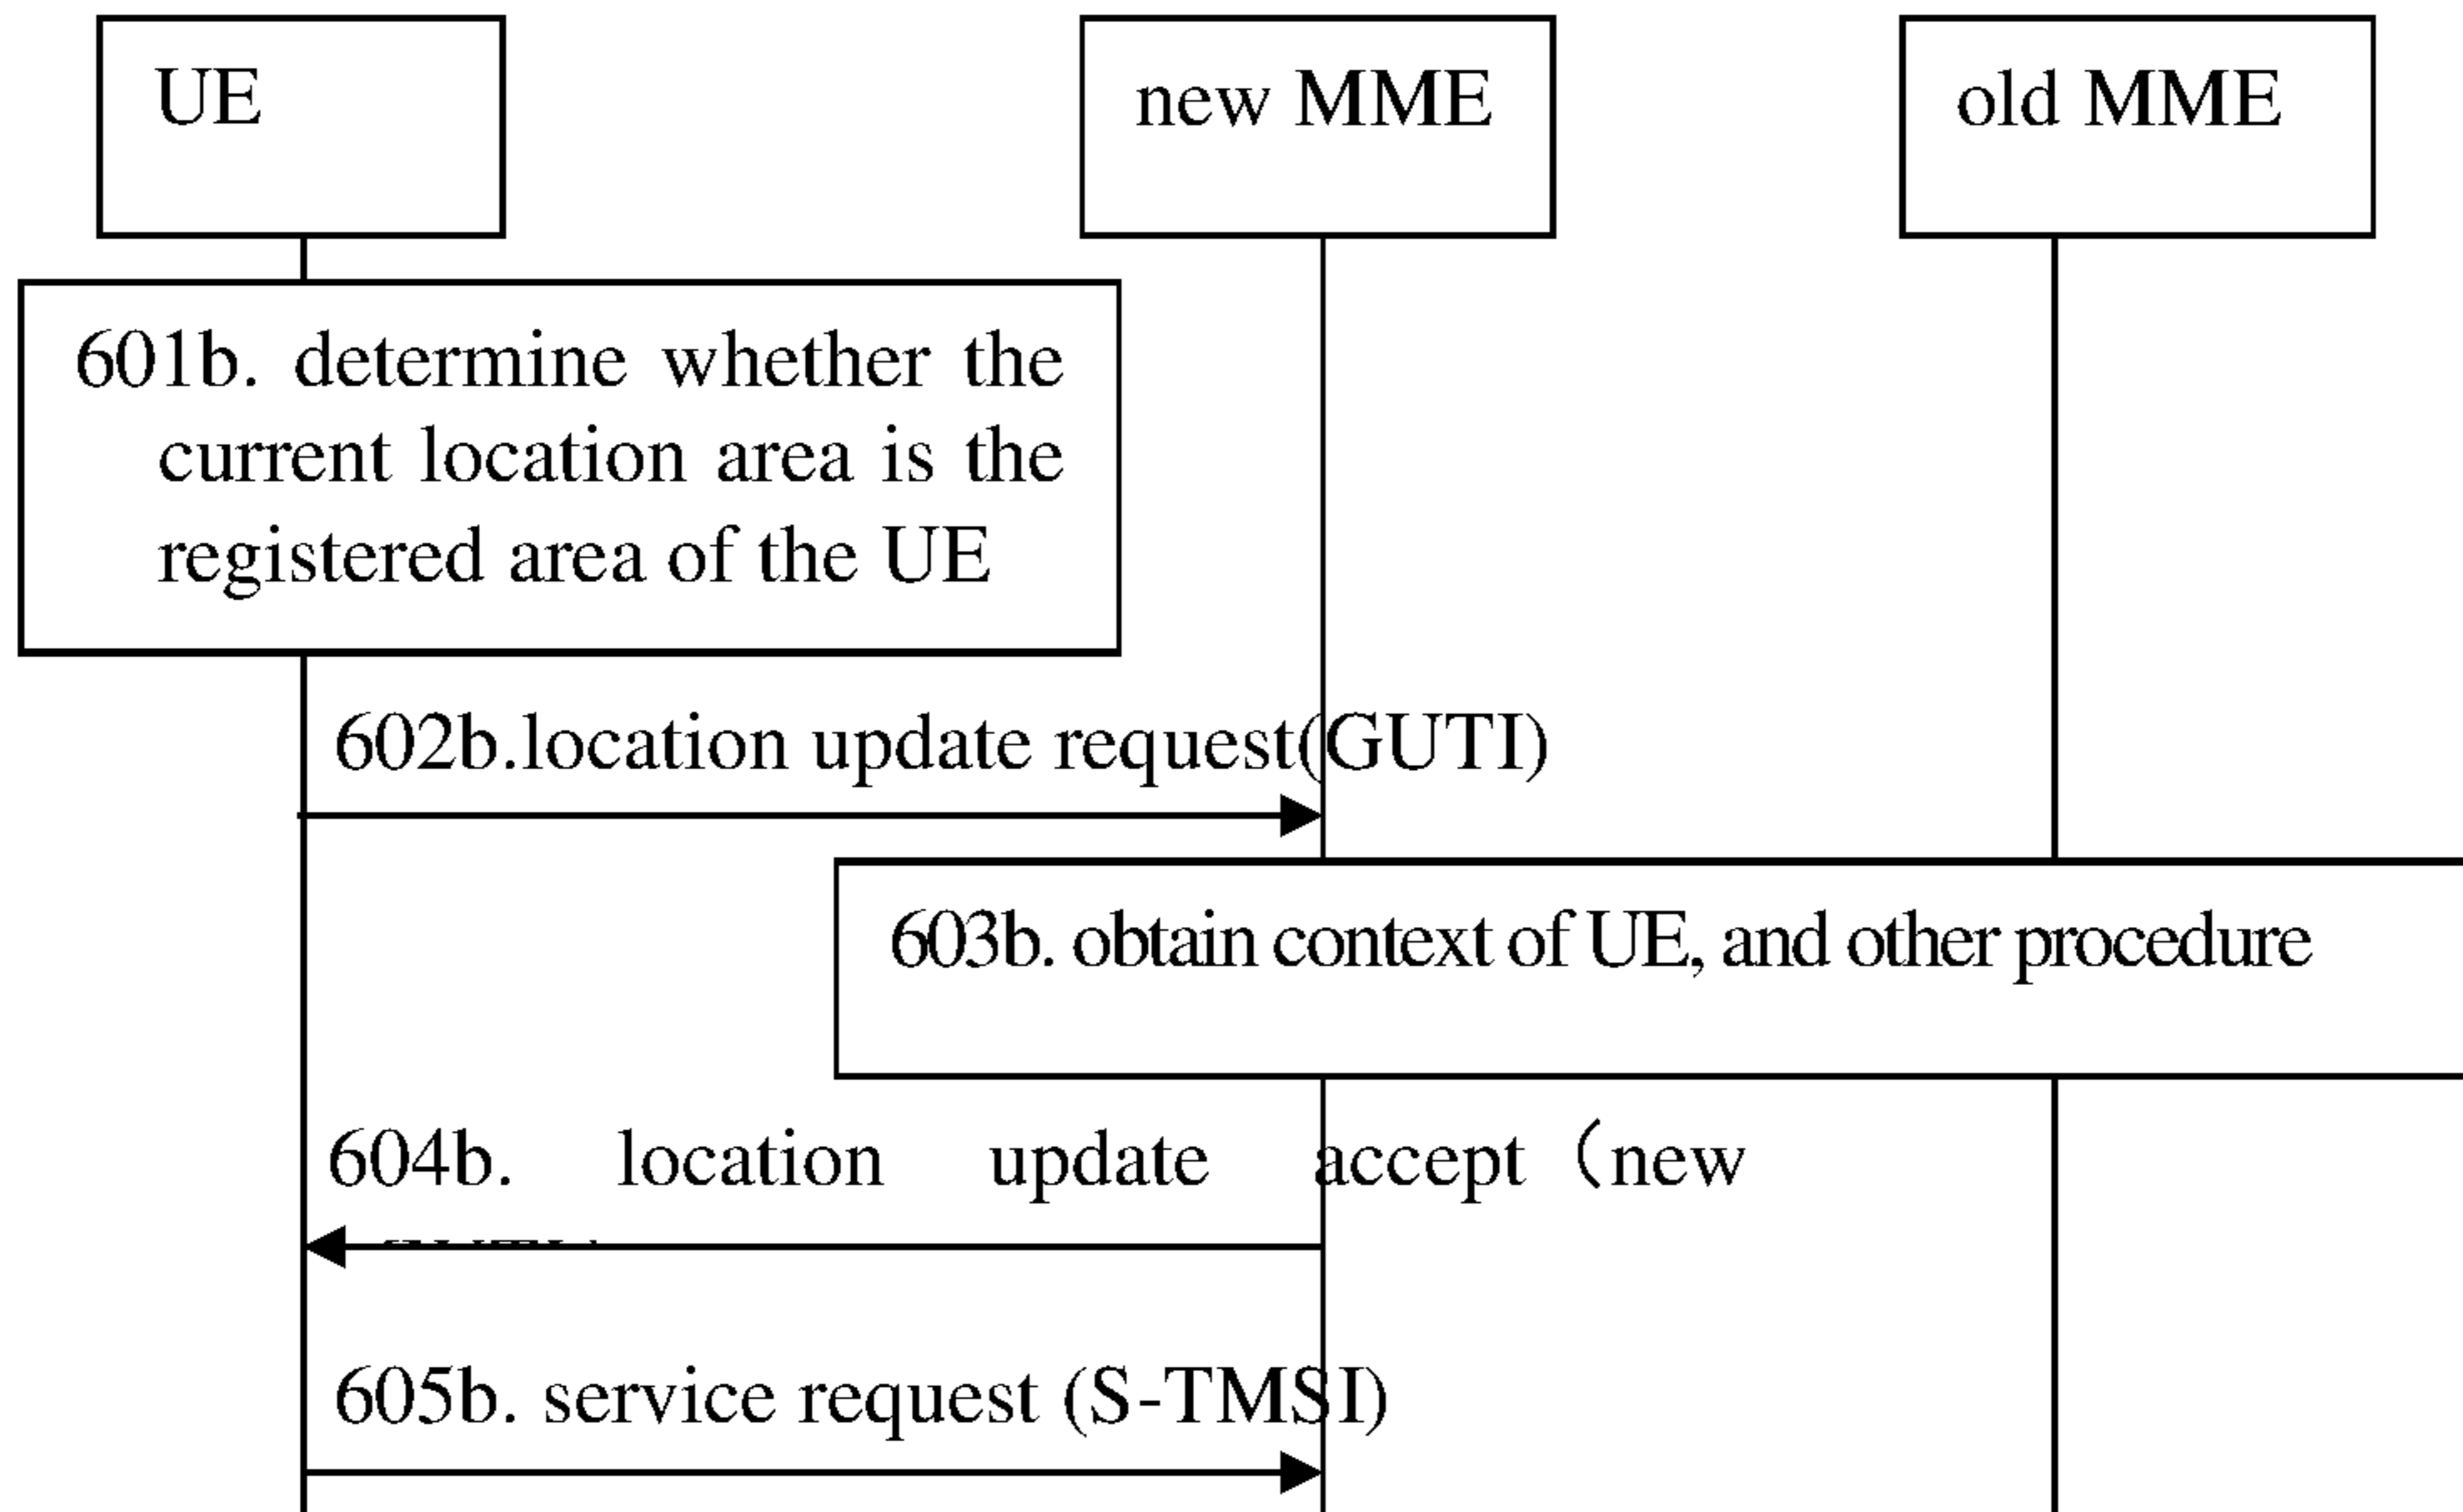 UE
new MME
old MME
601b. determine whether the
current location area is the
registered area of the UE
602b.location update request(GUTI)
603b. obtain context of UE, and other procedure
604b. location update accept (new
605b. service request (S-TMSI)